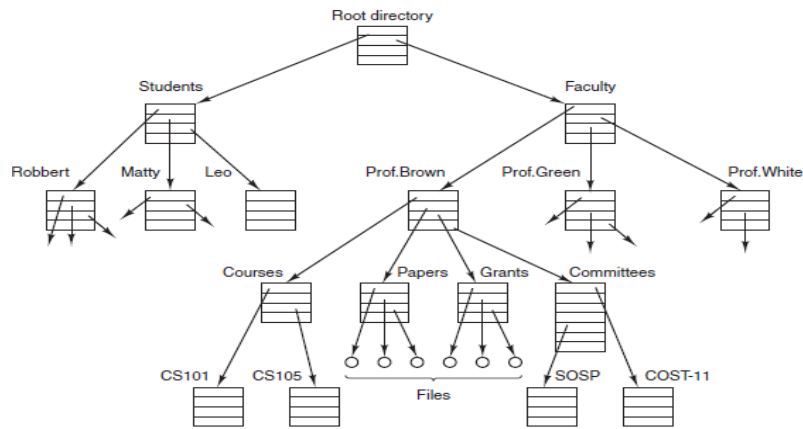 Root directory
Students Faculty
Robbert Matty Leo Prof.Brown Prof.Green Prof.White
Courses Papers Grants Committees
CS101 CS105 SOSP COST-11
Files